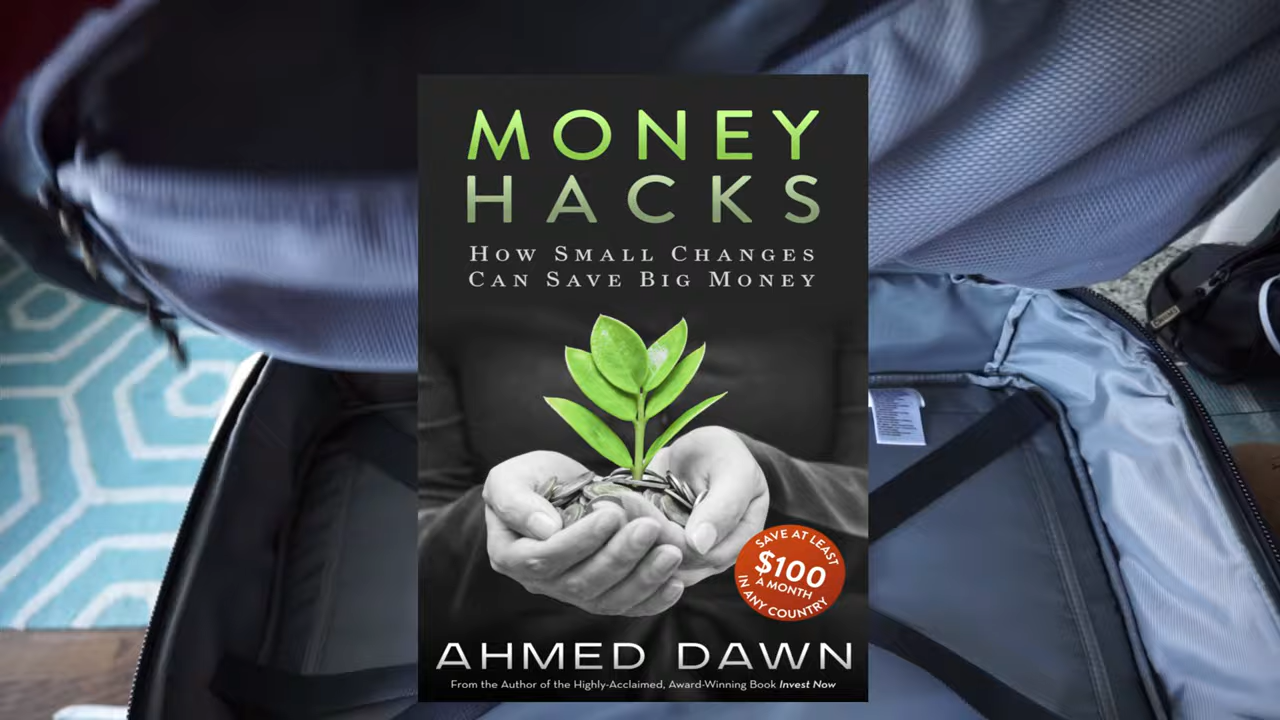 MONEY
HACKS
HOW SMALL CHANGES
CAN SAVE BIG MONEY
SAVE AT LEAST
$100
A MONTH
IN ANY COUNTRY
AHMED DAWN
From the Author of the Highly-Acclaimed, Award-Winning Book Invest Now